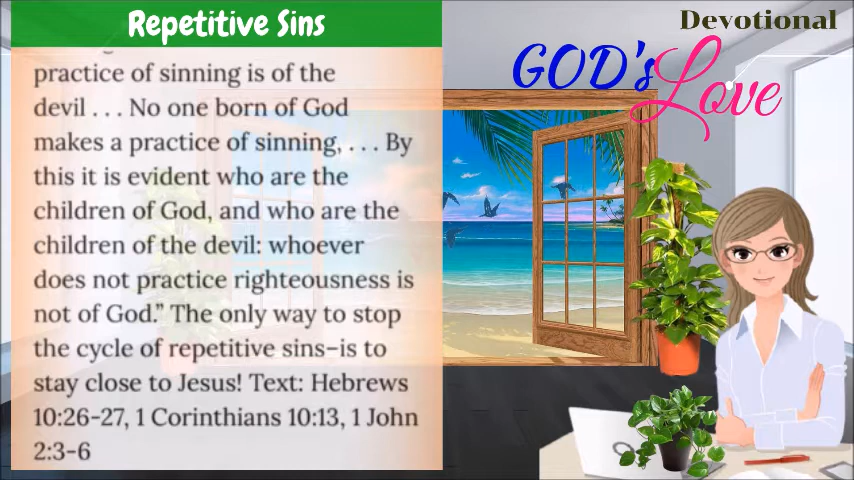 Repetitive Sins
Devotional
GOD's
Love
practice of sinning is of the
devil . . . No one born of God
makes a practice of sinning, . . . By
this it is evident who are the
children of God, and who are the
children of the devil: whoever
does not practice righteousness is
not of God.” The only way to stop
the cycle of repetitive sins–is to
stay close to Jesus! Text: Hebrews
10:26-27, 1 Corinthians 10:13, 1 John
2:3-6